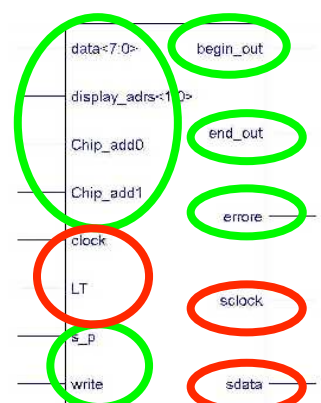 data<7:0>
begin_out
display_adrs<1:0>
Chip_add0
end_out
Chip_add1
errore
clock
LT
sclock
s_p
write
sdata